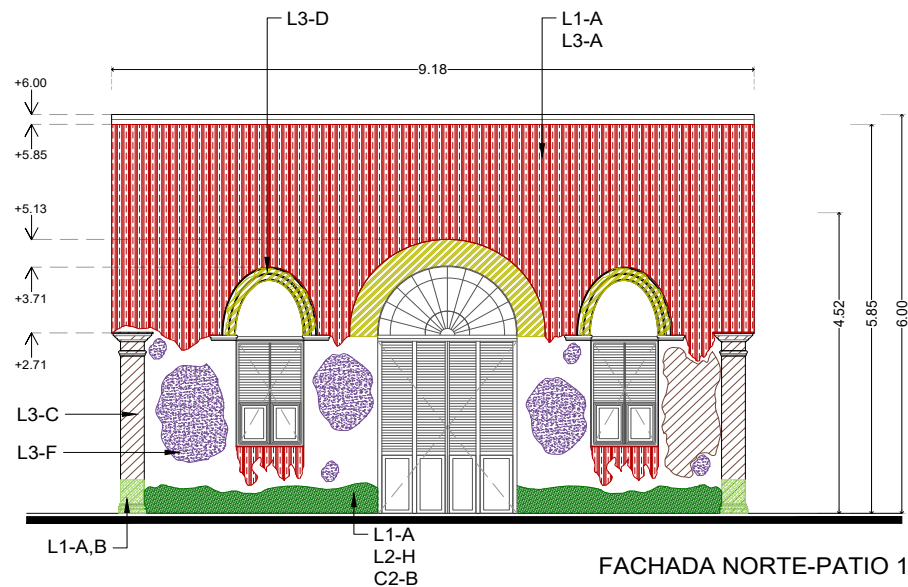 L3-D
L1-A
L3-A
9.18
+6.00
+5.85
+5.13
+3.71
+2.71
4.52
5.85
6.00
L3-C
L3-F
L1-A,B
L1-A
L2-H
C2-B
FACHADA NORTE-PATIO 1